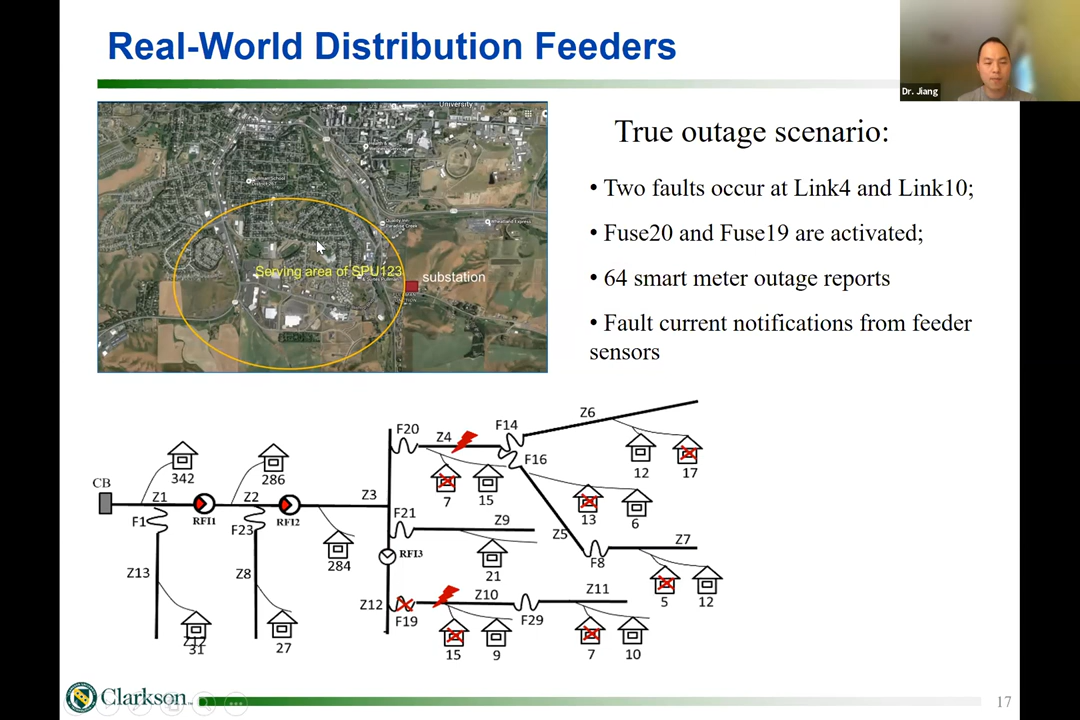 Real-World Distribution Feeders
Dr. Jiang
University
Serving area of SPU123
substation
True outage scenario:
• Two faults occur at Link4 and Link10;
• Fuse20 and Fuse19 are activated;
• 64 smart meter outage reports
• Fault current notifications from feeder
sensors
CB
342
Z1
F1
RFI1
286
Z2
F23
RFI2
Z3
284
Z13
31
Z8
27
F20
Z4
7
15
F14
F16
Z6
12
17
13
6
Z5
F21
Z9
21
RFI3
F8
Z7
5
12
Z12
F19
Z10
15
9
F29
Z11
7
10
Clarkson
17